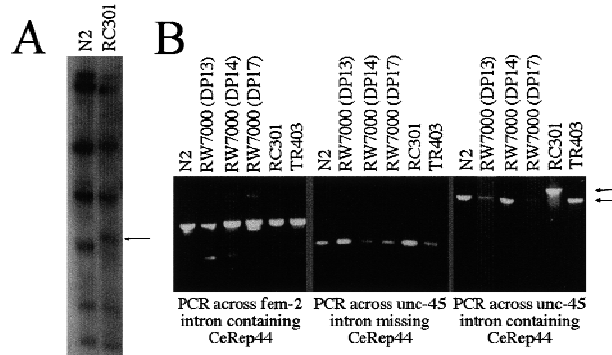 A
N2
RC301
B
N2
RW7000 (DP13)
RW7000 (DP14)
RW7000 (DP17)
RC301
TR403
N2
RW7000 (DP13)
RW7000 (DP14)
RW7000 (DP17)
RC301
TR403
N2
RW7000 (DP13)
RW7000 (DP14)
RW7000 (DP17)
RC301
TR403
PCR across fem-2
intron containing
CeRep44
PCR across unc-45
intron missing
CeRep44
PCR across unc-45
intron containing
CeRep44